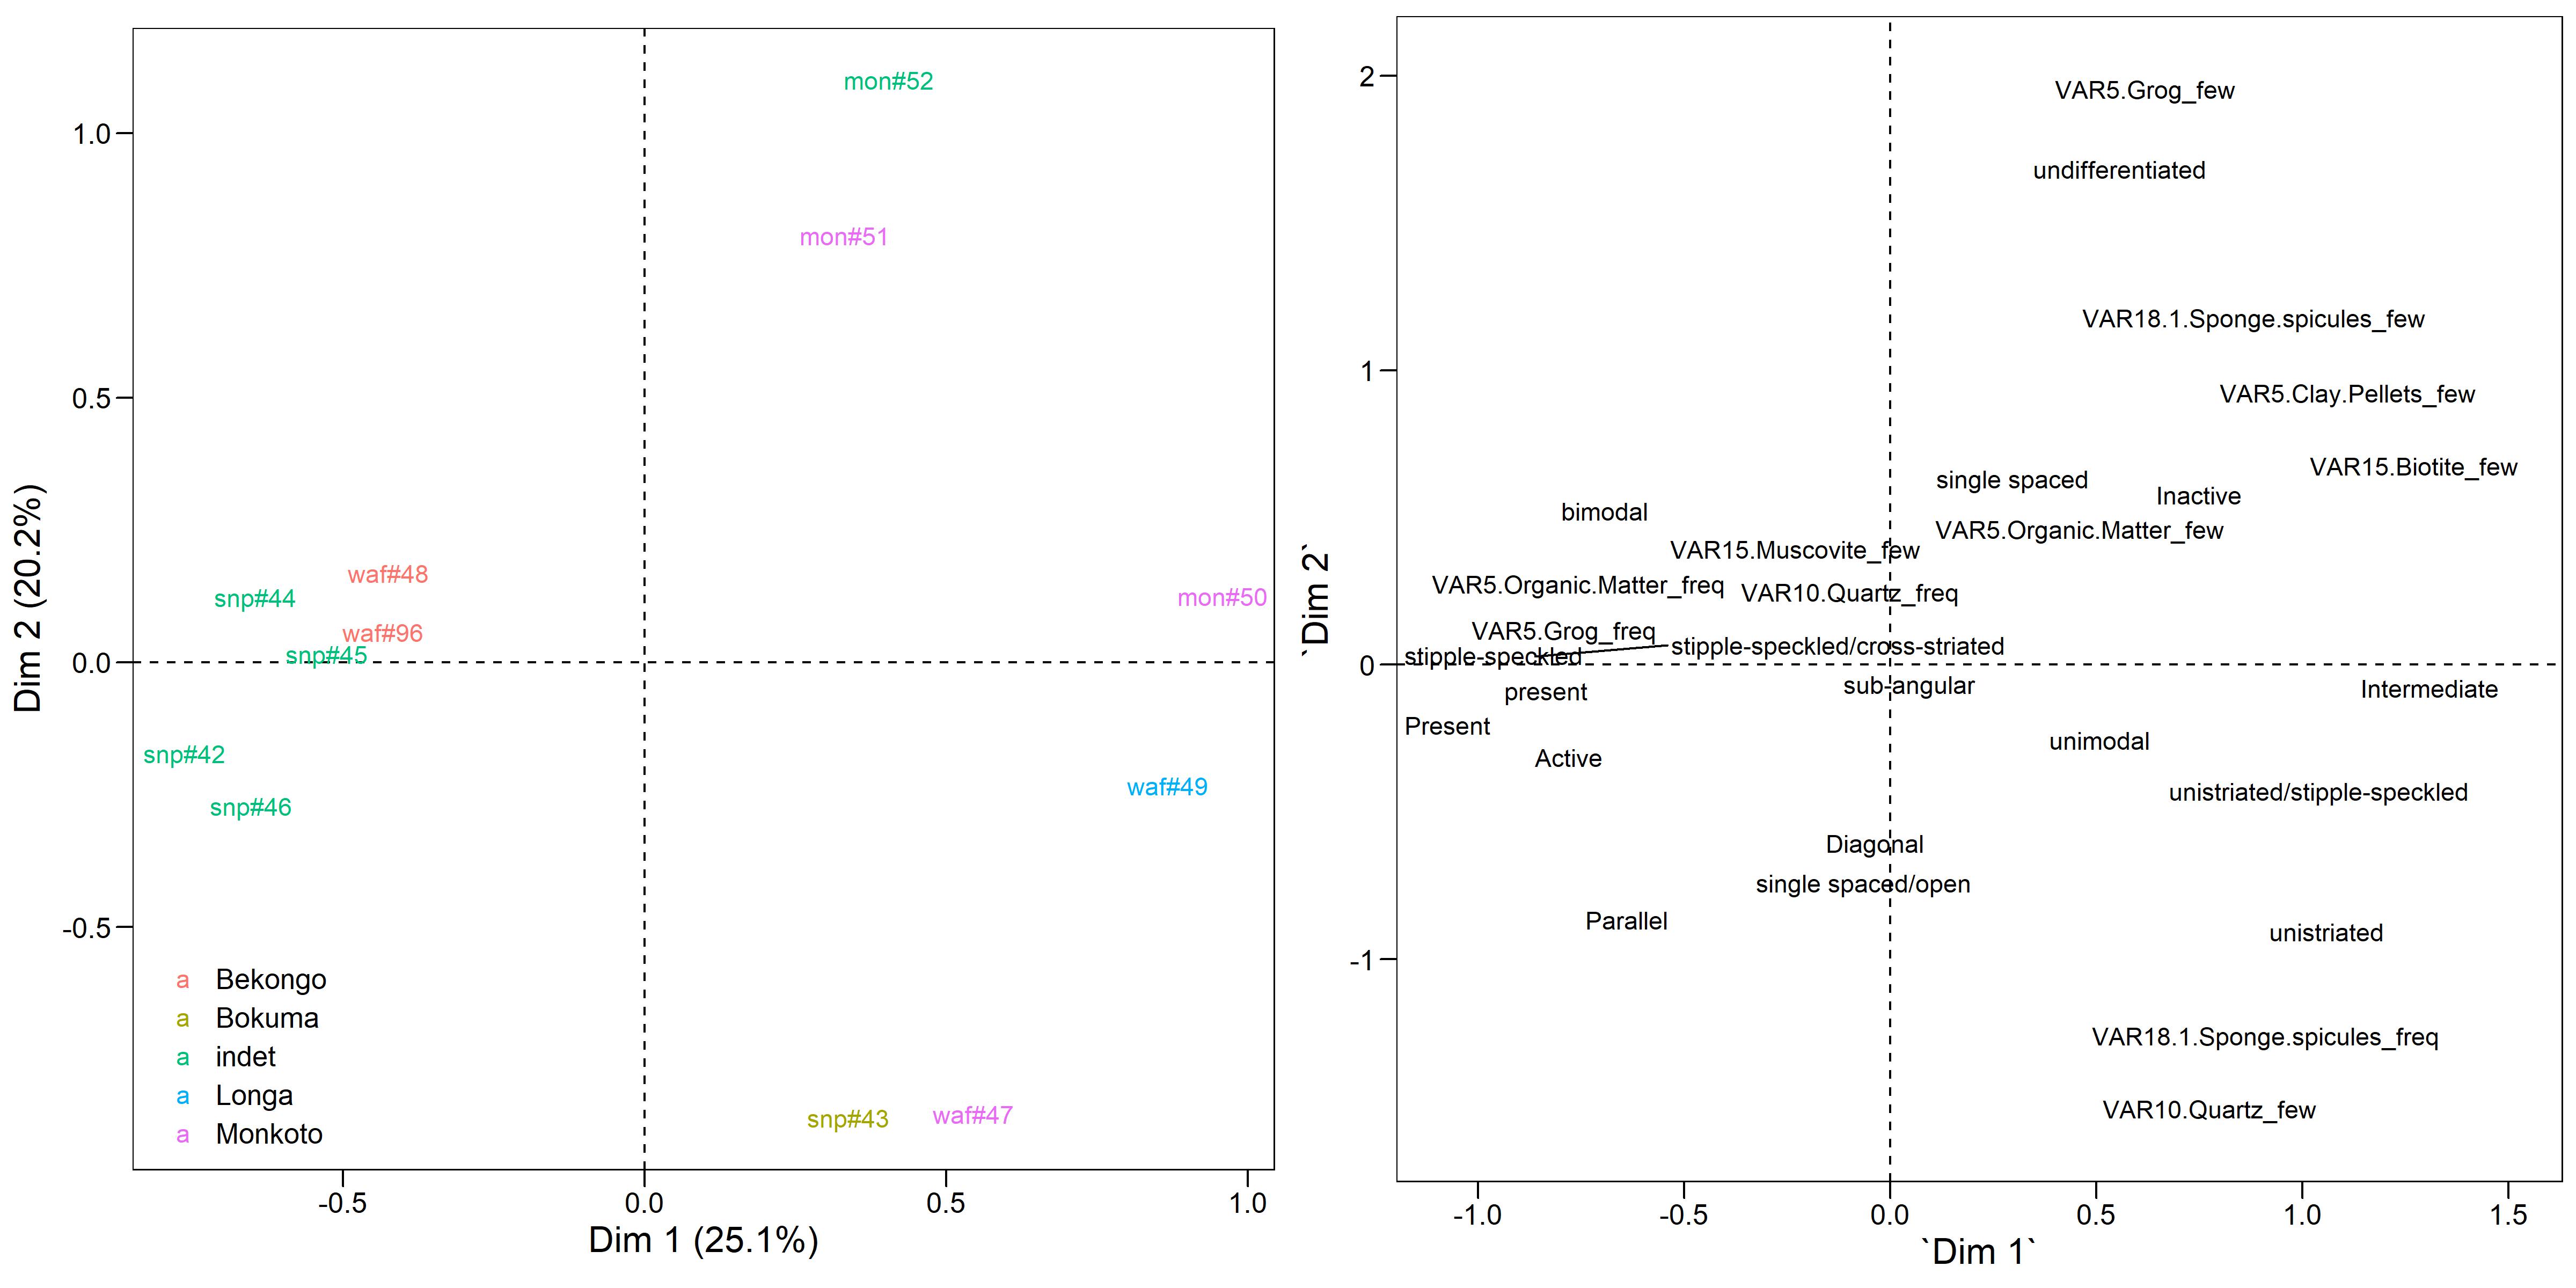 mon#52
1.0
mon#51
0.5
waf#48
snp#44
mon#50
waf#96
snp#45
0.0
snp#42
waf#49
snp#46
-0.5
a Bekongo
a Bokuma
a indet
a Longa
a Monkoto
snp#43
waf#47
-0.5
0.0
0.5
1.0
Dim 1 (25.1%)
Dim 2 (20.2%)
2
VAR5.Grog_few
undifferentiated
VAR18.1.Sponge.spicules_few
1
VAR5.Clay.Pellets_few
VAR15.Biotite_few
single spaced
Inactive
bimodal
VAR5.Organic.Matter_few
VAR15.Muscovite_few
VAR5.Organic.Matter_freq
VAR10.Quartz_freq
VAR5.Grog_freq
stipple-speckled/cross-striated
stipple-speckled
0
sub-angular
Intermediate
present
Present
unimodal
Active
unistriated/stipple-speckled
Diagonal
single spaced/open
Parallel
unistriated
-1
VAR18.1.Sponge.spicules_freq
VAR10.Quartz_few
-1.0
-0.5
0.0
0.5
1.0
1.5
`Dim 1`
`Dim 2`